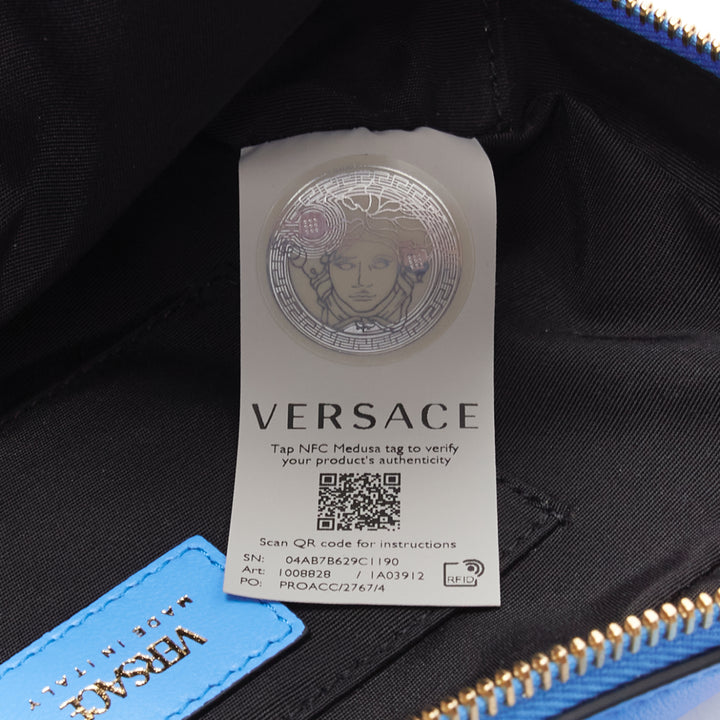 VERSACE
Tap NFC Medusa tag to verify
your product's authenticity
Scan QR code for instructions
SN: 04AB7B629C1190
Art: 1008828 / 1A03912
PO: PROACC/2767/4
RFID
VERSACE
MADE IN ITALY